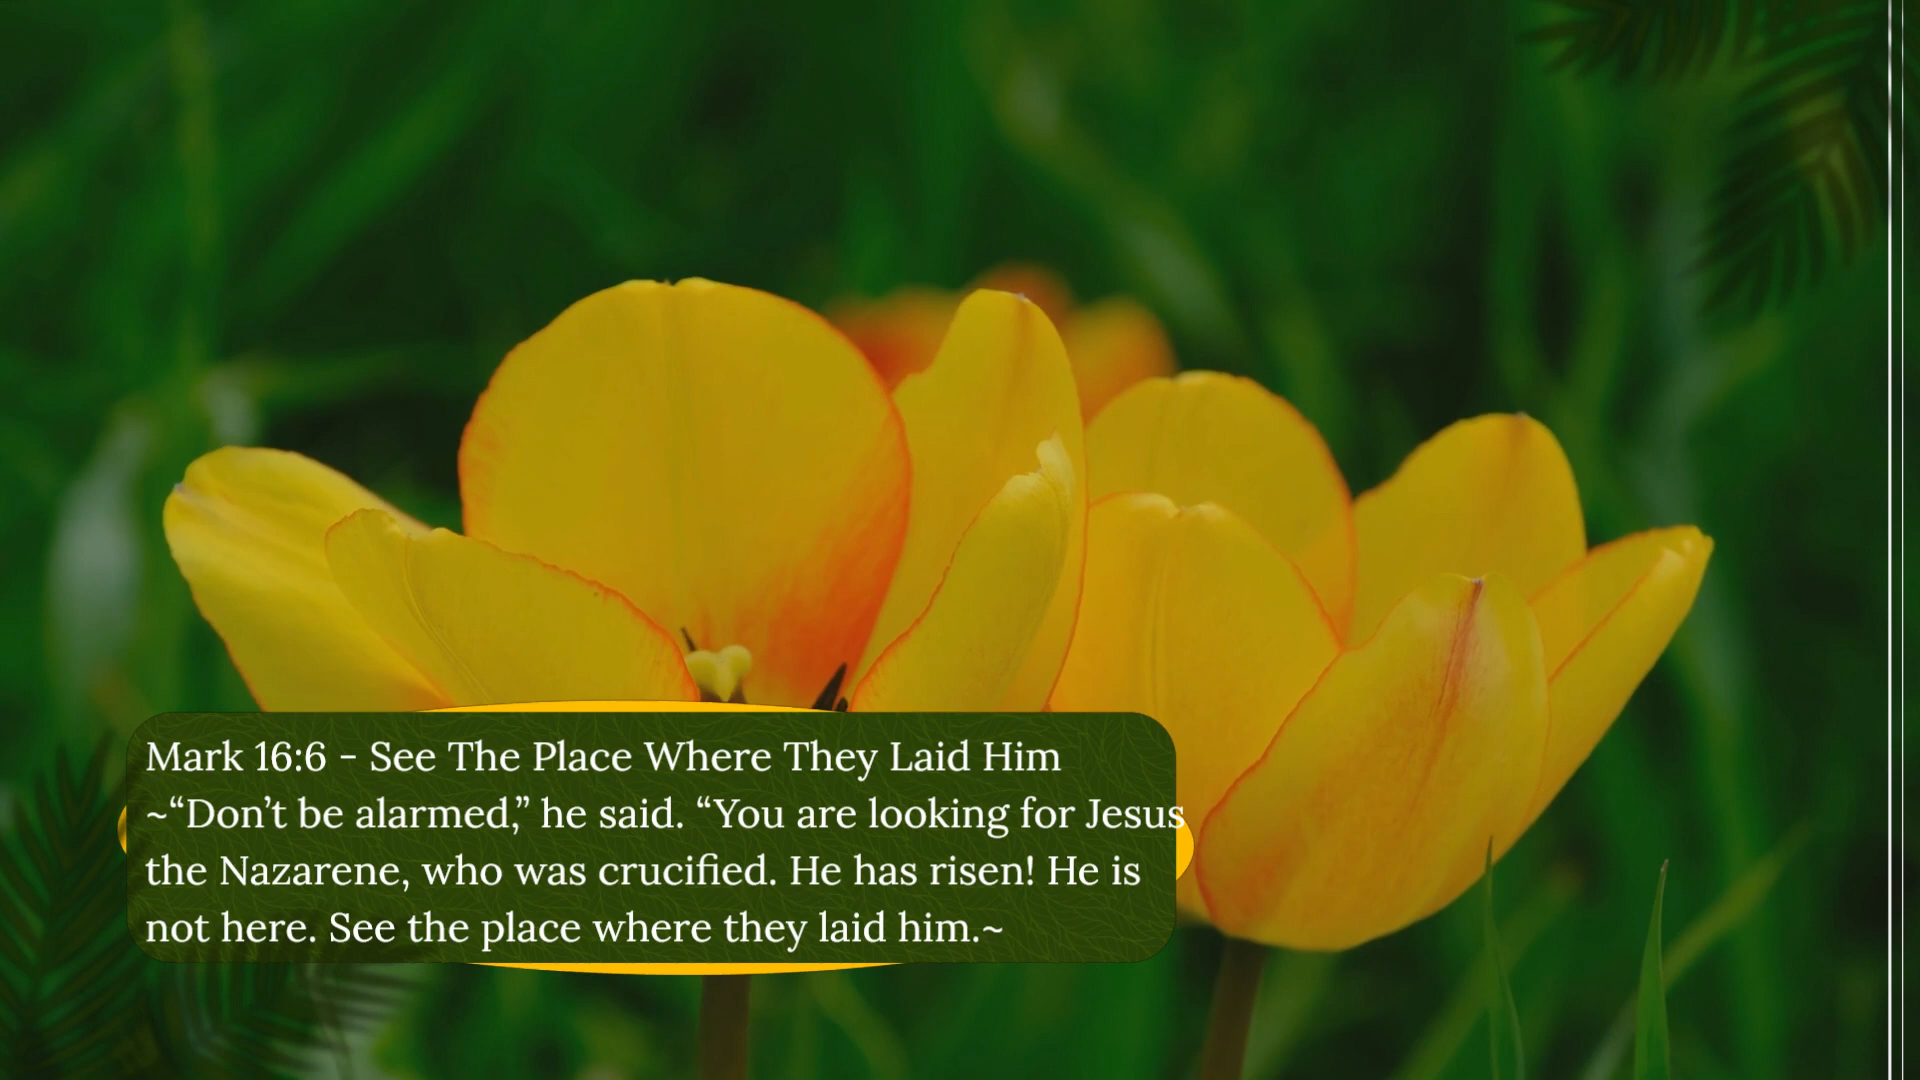 Mark 16:6 - See The Place Where They Laid Him
~“Don’t be alarmed,” he said. “You are looking for Jesus
the Nazarene, who was crucified. He has risen! He is
not here. See the place where they laid him.~